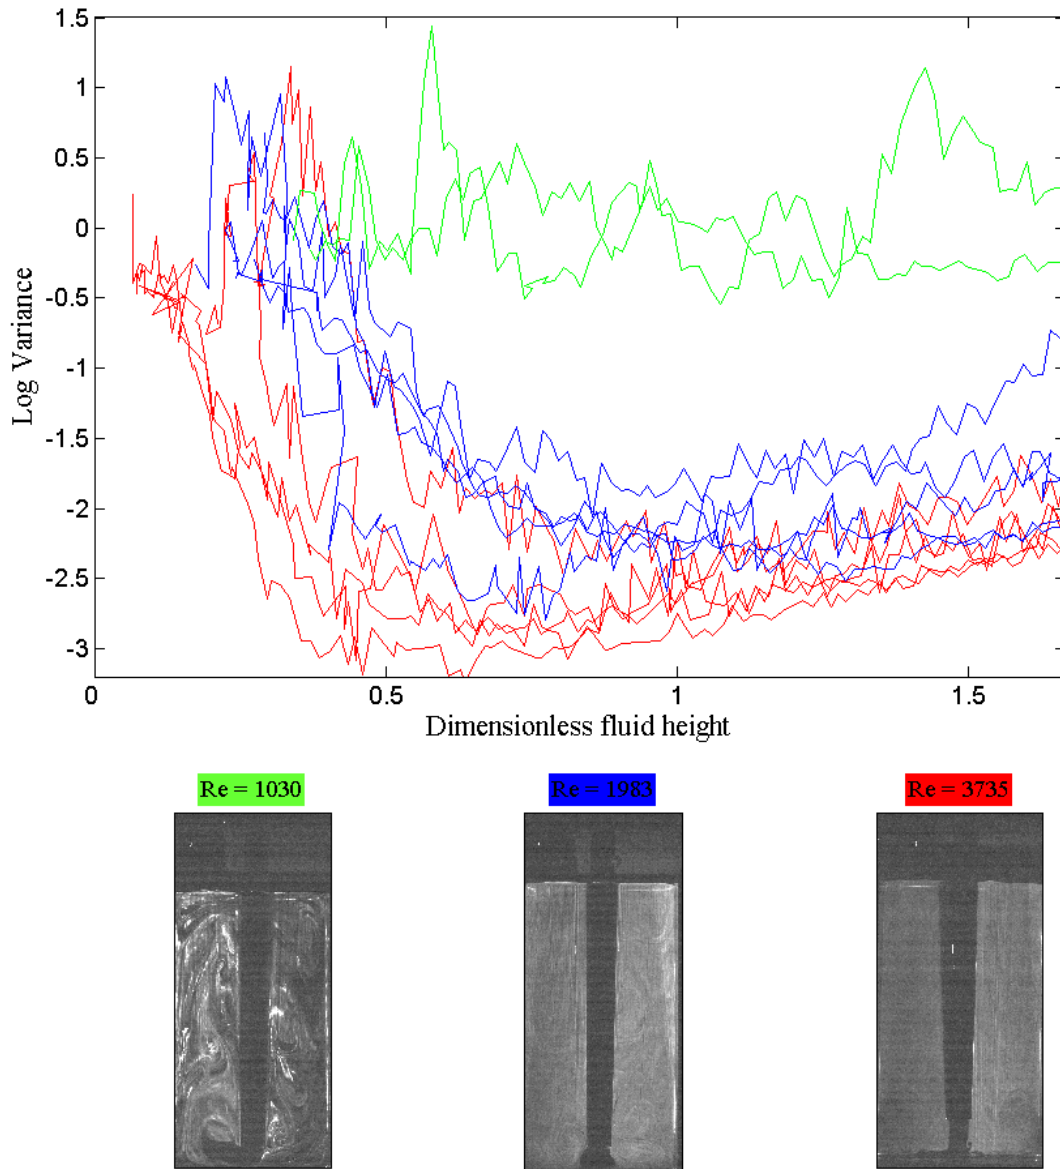 1.5
1
0.5
0
-0.5
-1
-1.5
-2
-2.5
-3
Log Variance
0 0.5 1 1.5
Dimensionless fluid height
Re = 1030 Re = 1983 Re = 3735